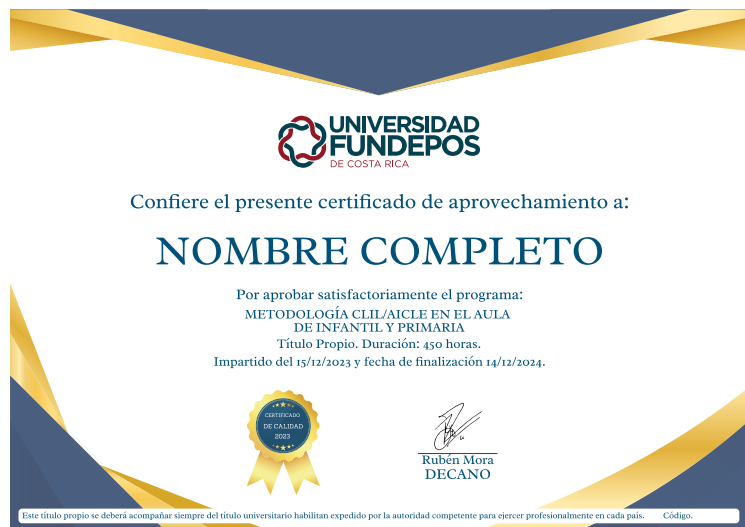 UNIVERSIDAD
FUNDEPOS
DE COSTA RICA
Confiere el presente certificado de aprovechamiento a:
NOMBRE COMPLETO
Por aprobar satisfactoriamente el programa:
METODOLOGÍA CLIL/AICLE EN EL AULA
DE INFANTIL Y PRIMARIA
Título Propio. Duración: 450 horas.
Impartido del 15/12/2023 y fecha de finalización 14/12/2024.
CERTIFICADO
DE CALIDAD
2023
Rubén Mora
DECANO
Este título propio se deberá acompañar siempre del título universitario habilitan expedido por la autoridad competente para ejercer profesionalmente en cada país. Código.